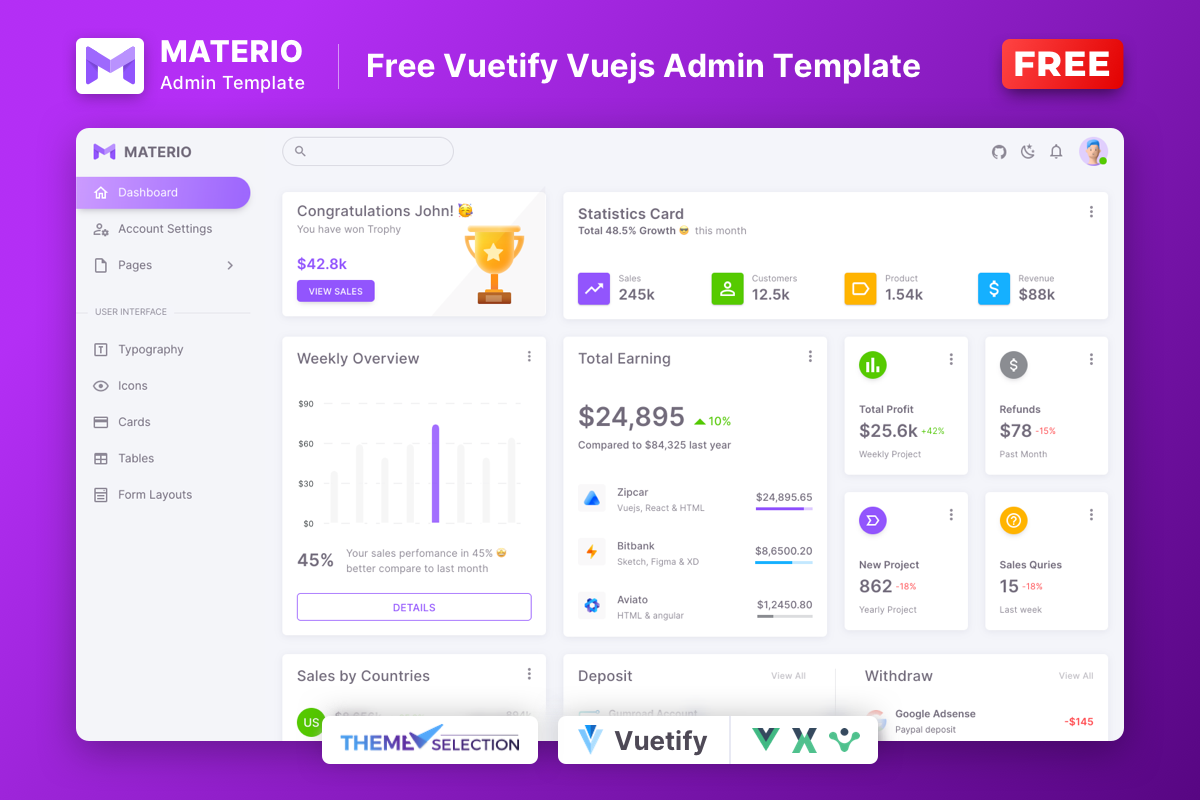 MATERIO
Admin Template
Free Vuetify Vuejs Admin Template
FREE
MATERIO
Dashboard
Account Settings
Pages
USER INTERFACE
Typography
Icons
Cards
Tables
Form Layouts
Congratulations John!
You have won Trophy
$42.8k
VIEW SALES
Statistics Card
Total 48.5% Growth 😎 this month
Sales
245k
Customers
12.5k
Product
1.54k
Revenue
$88k
Weekly Overview
$90
$60
$30
$0
45%
Your sales perfomance in 45% 🤩
better compare to last month
DETAILS
Total Earning
$24,895 10%
Compared to $84,325 last year
Zipcar
Vuejs, React & HTML
$24,895.65
Bitbank
Sketch, Figma & XD
$8,6500.20
Aviato
HTML & angular
$1,2450.80
Total Profit
$25.6k +42%
Weekly Project
Refunds
$78 -15%
Past Month
New Project
862 -18%
Yearly Project
Sales Quries
15 -18%
Last week
Sales by Countries
US
Deposit
View All
Gumroad Account
Withdraw
View All
Google Adsense
Paypal deposit
-$145
THEMESELECTION
Vuetify